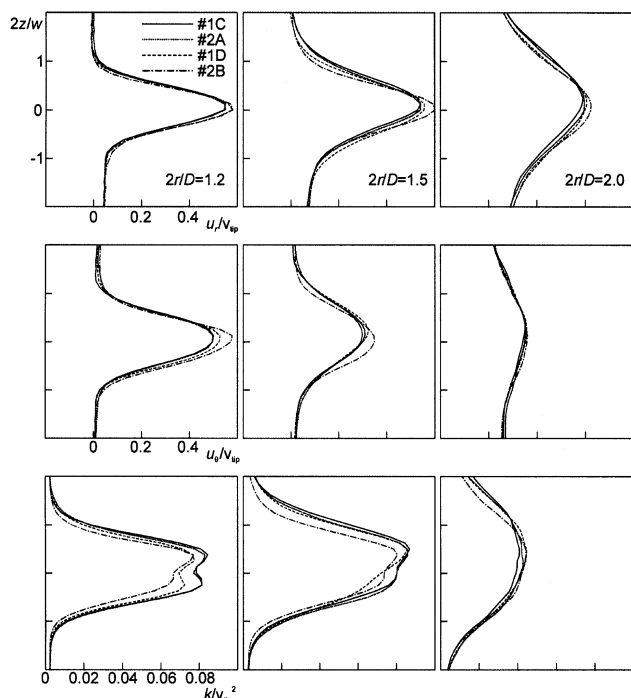 2z/w
#1C
#2A
#1D
#2B
1
0
-1
2r/D=1.2
2r/D=1.5
2r/D=2.0
0 0.2 0.4
u_r/v_tip
0 0.2 0.4
u_θ/v_tip
0 0.02 0.04 0.06 0.08